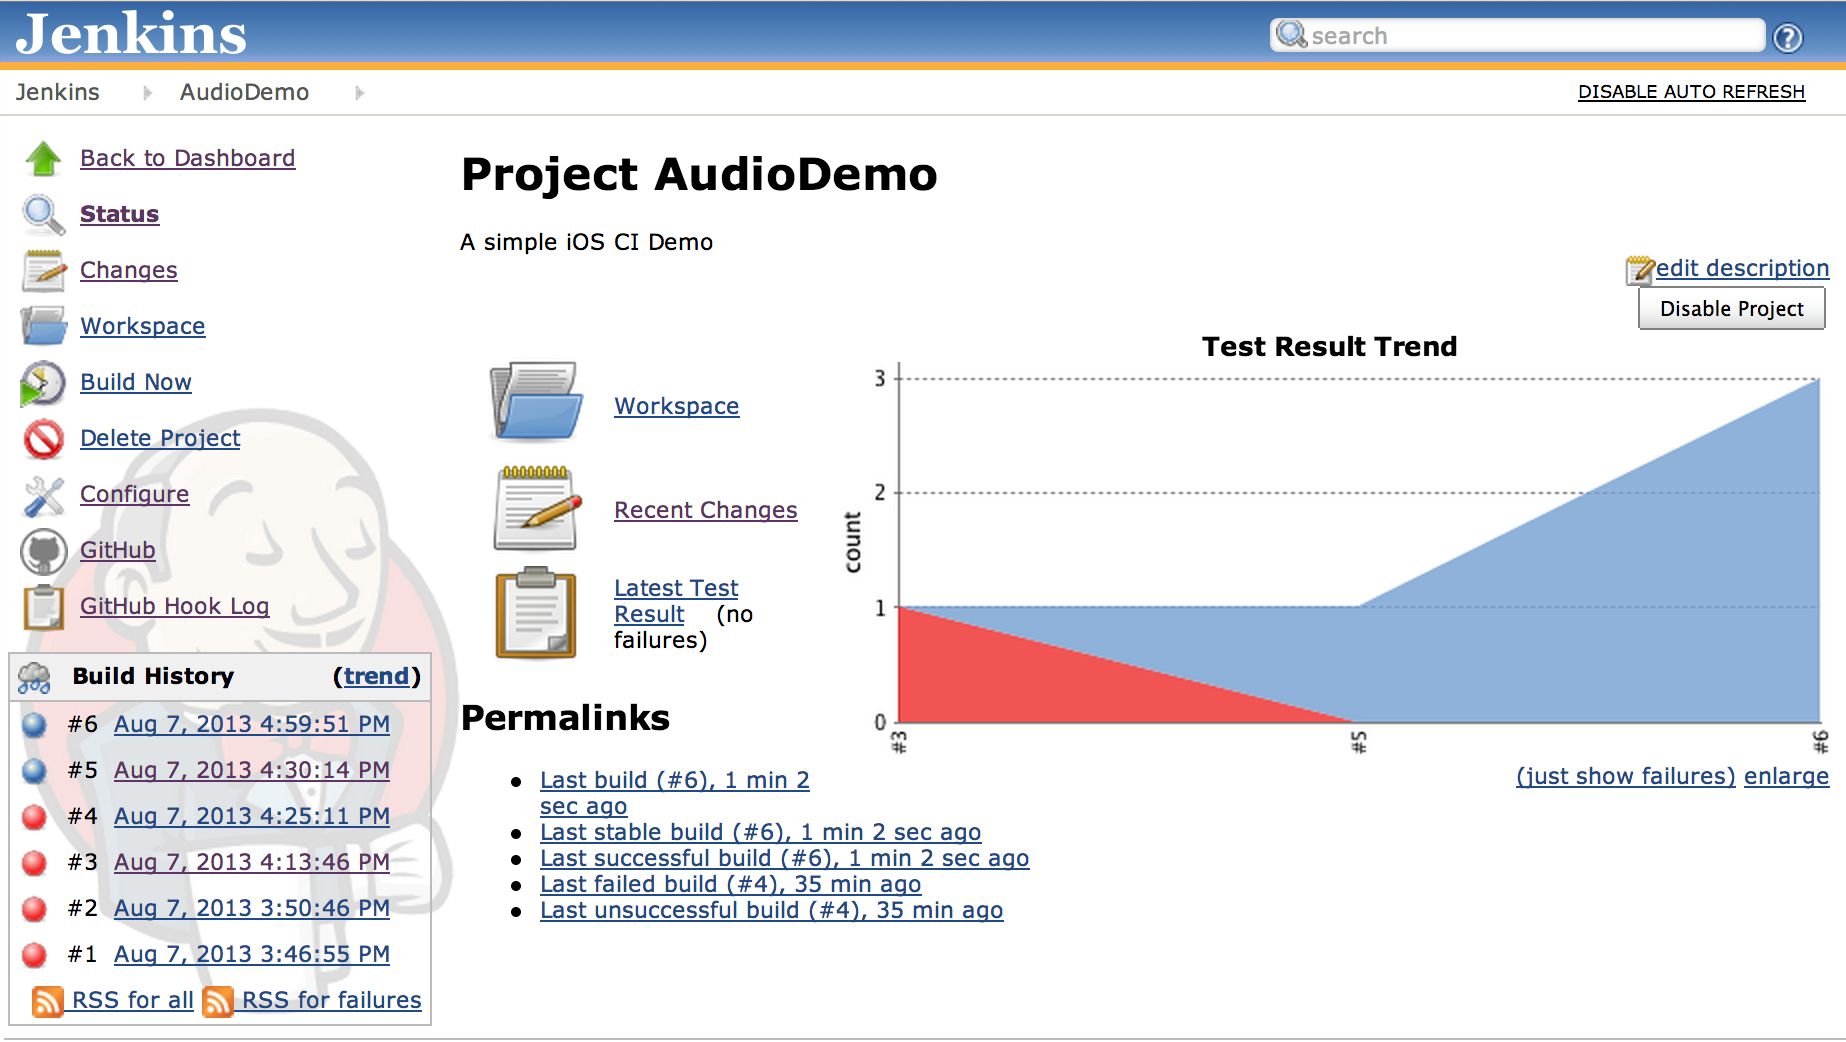 Jenkins
search
?
Jenkins AudioDemo
DISABLE AUTO REFRESH
Back to Dashboard
Status
Changes
Workspace
Build Now
Delete Project
Configure
GitHub
GitHub Hook Log
Build History (trend)
#6 Aug 7, 2013 4:59:51 PM
#5 Aug 7, 2013 4:30:14 PM
#4 Aug 7, 2013 4:25:11 PM
#3 Aug 7, 2013 4:13:46 PM
#2 Aug 7, 2013 3:50:46 PM
#1 Aug 7, 2013 3:46:55 PM
RSS for all RSS for failures
Project AudioDemo
A simple iOS CI Demo
edit description
Disable Project
Workspace
Recent Changes
Latest Test
Result (no
failures)
Test Result Trend
3
2
1
0
count
#3 #5 #6
(just show failures) enlarge
Permalinks
Last build (#6), 1 min 2
sec ago
Last stable build (#6), 1 min 2 sec ago
Last successful build (#6), 1 min 2 sec ago
Last failed build (#4), 35 min ago
Last unsuccessful build (#4), 35 min ago